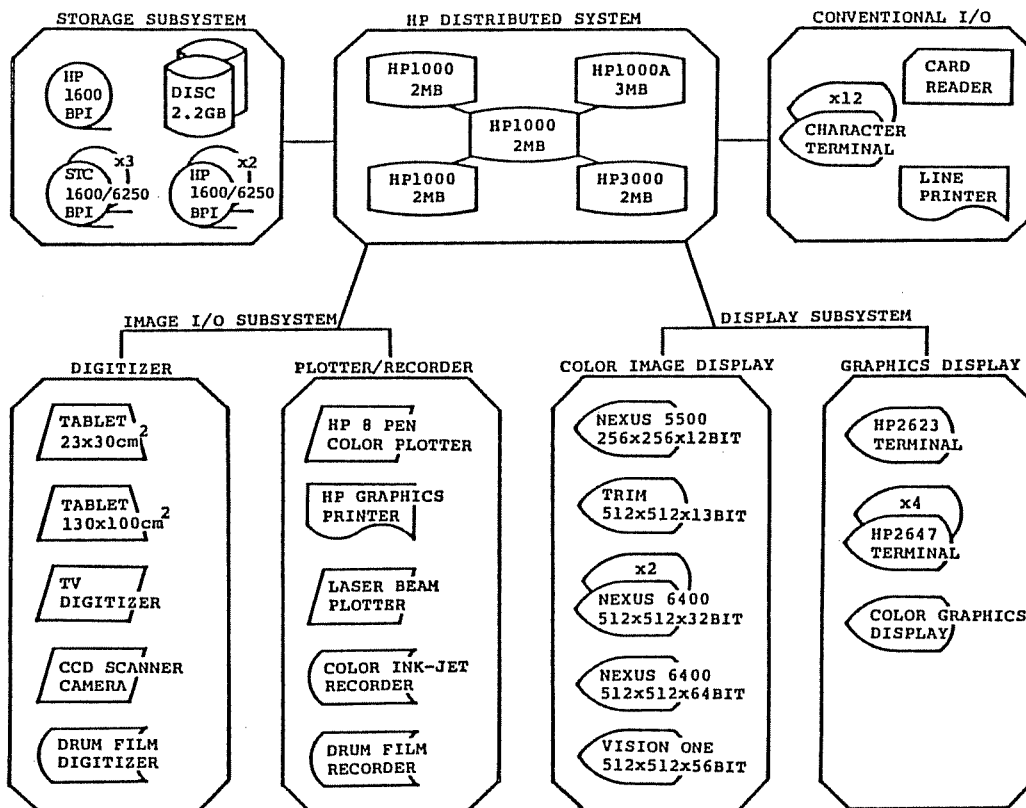 STORAGE SUBSYSTEM
HP
1600
BPI
DISC
2.2GB
x3
STC
1600/6250
BPI
x2
HP
1600/6250
BPI
HP DISTRIBUTED SYSTEM
HP1000
2MB
HP1000A
3MB
HP1000
2MB
HP1000
2MB
HP3000
2MB
CONVENTIONAL I/O
CARD
READER
x12
CHARACTER
TERMINAL
LINE
PRINTER
IMAGE I/O SUBSYSTEM
DIGITIZER
TABLET
23x30cm²
TABLET
130x100cm²
TV
DIGITIZER
CCD SCANNER
CAMERA
DRUM FILM
DIGITIZER
PLOTTER/RECORDER
HP 8 PEN
COLOR PLOTTER
HP GRAPHICS
PRINTER
LASER BEAM
PLOTTER
COLOR INK-JET
RECORDER
DRUM FILM
RECORDER
DISPLAY SUBSYSTEM
COLOR IMAGE DISPLAY
NEXUS 5500
256x256x12BIT
TRIM
512x512x13BIT
x2
NEXUS 6400
512x512x32BIT
NEXUS 6400
512x512x64BIT
VISION ONE
512x512x56BIT
GRAPHICS DISPLAY
HP2623
TERMINAL
x4
HP2647
TERMINAL
COLOR GRAPHICS
DISPLAY